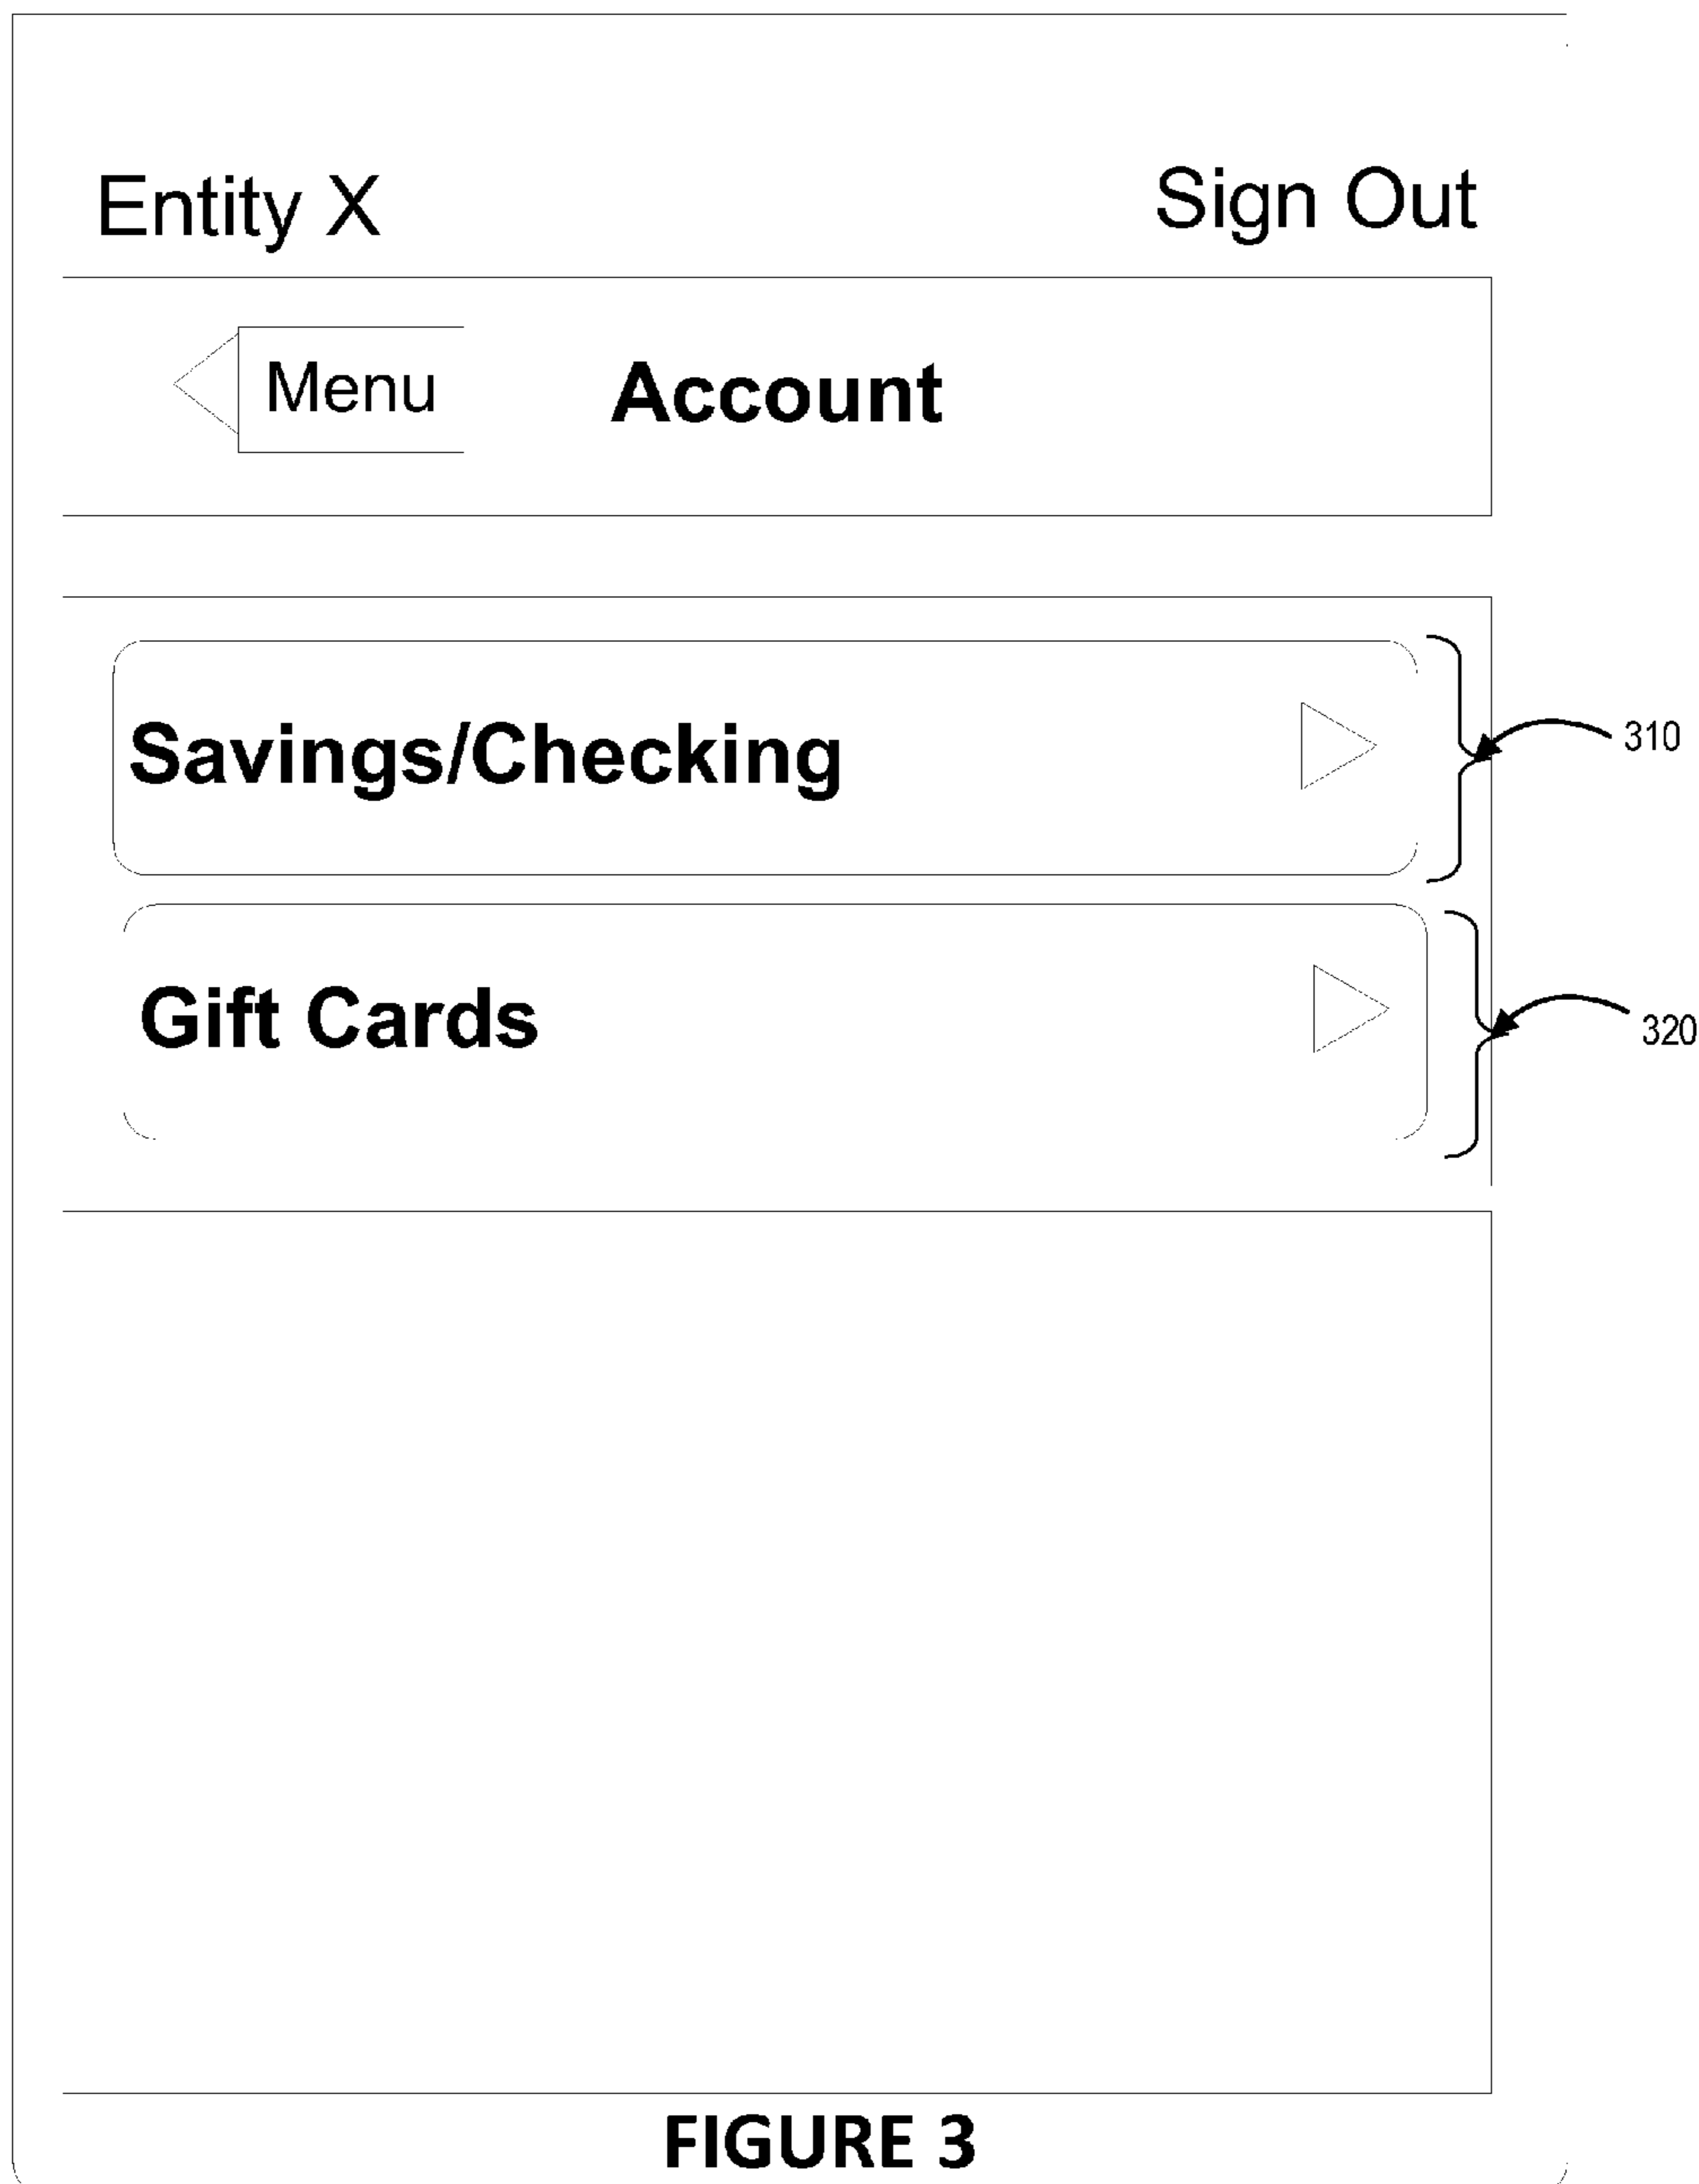 Entity X Sign Out
Menu Account
Savings/Checking
310
Gift Cards
320
FIGURE 3